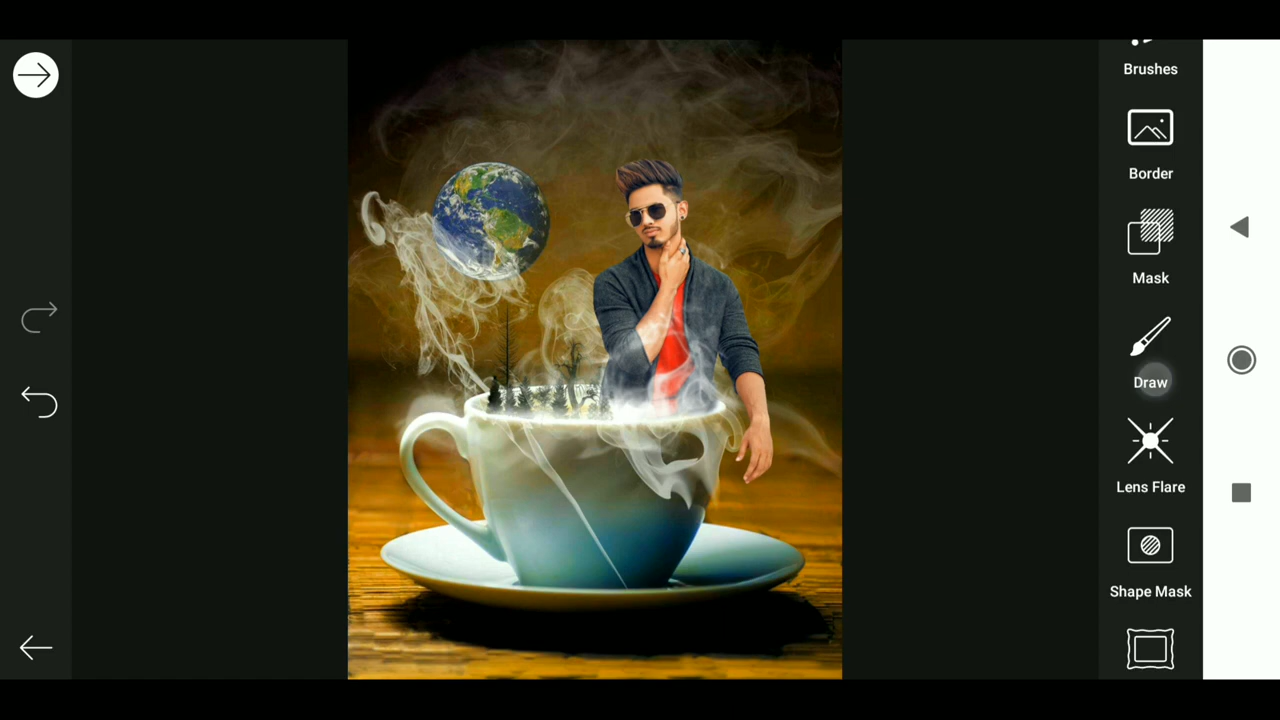 Brushes
Border
Mask
Draw
Lens Flare
Shape Mask